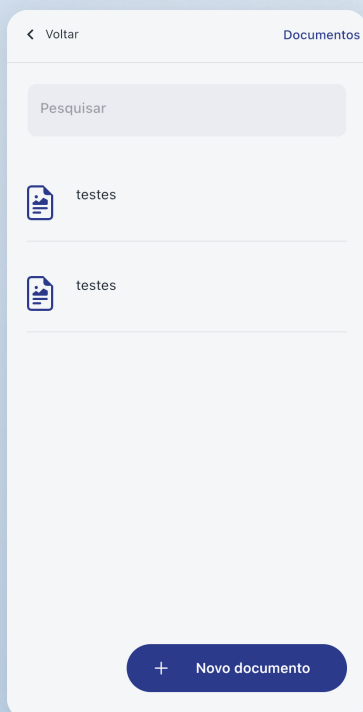 Voltar
Documentos
Pesquisar
testes
testes
Novo documento